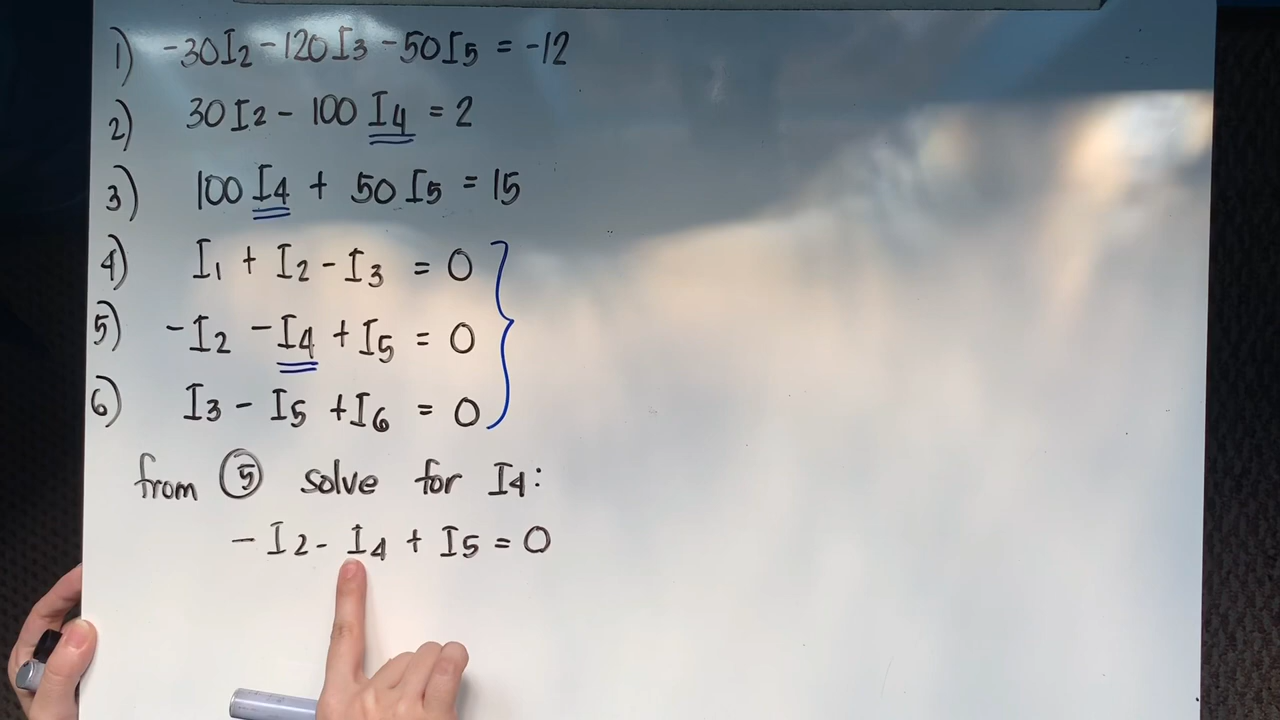 1) -30I2 - 120I3 - 50I5 = -12
2) 30I2 - 100I4 = 2
3) 100I4 + 50I5 = 15
4) I1 + I2 - I3 = 0
5) -I2 - I4 + I5 = 0
6) I3 - I5 + I6 = 0
from ⑤ solve for I4:
- I2 - I4 + I5 = 0